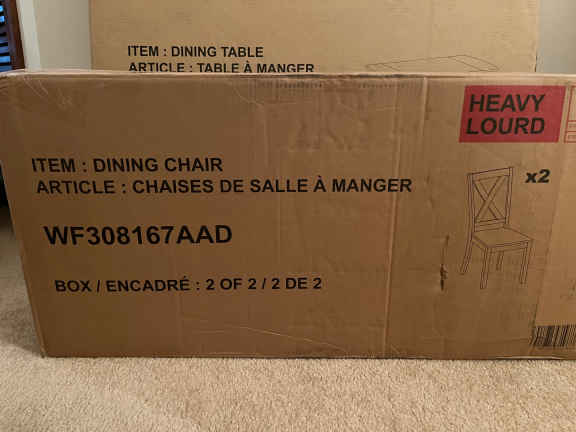 ITEM : DINING TABLE
ARTICLE : TABLE À MANGER
HEAVY
LOURD
ITEM : DINING CHAIR
ARTICLE : CHAISES DE SALLE À MANGER
x2
WF308167AAD
BOX / ENCADRÉ : 2 OF 2 / 2 DE 2